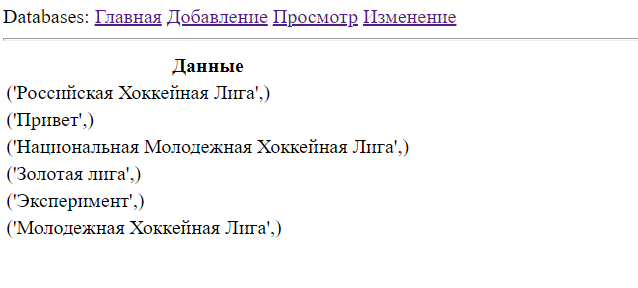 Databases: Главная Добавление Просмотр Изменение
Данные
('Российская Хоккейная Лига',)
('Привет',)
('Национальная Молодежная Хоккейная Лига',)
('Золотая лига',)
('Эксперимент',)
('Молодежная Хоккейная Лига',)